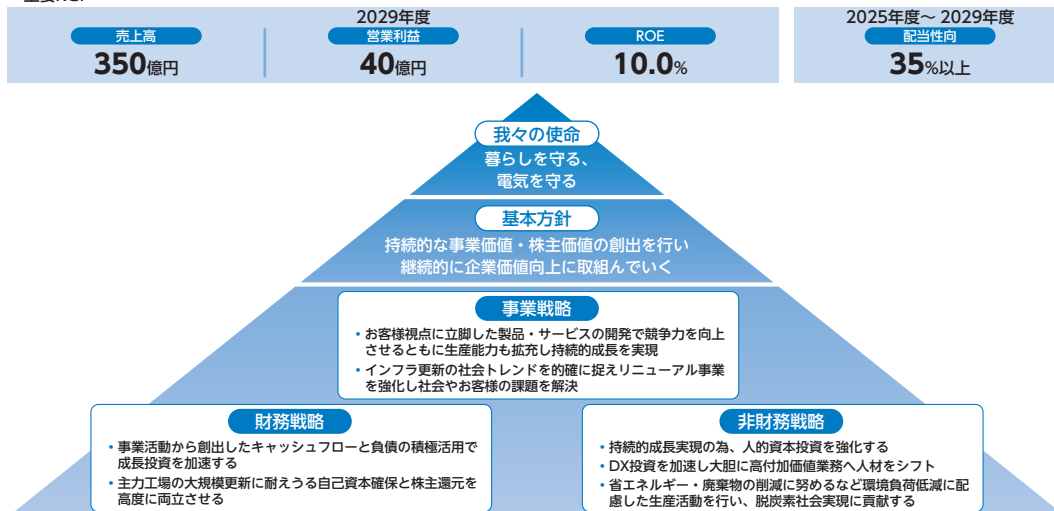 2029年度
2025年度～ 2029年度
売上高
営業利益
ROE
配当性向
350億円
40億円
10.0%
35%以上
我々の使命
暮らしを守る、
電気を守る
基本方針
持続的な事業価値・株主価値の創出を行い
継続的に企業価値向上に取組んでいく
事業戦略
• お客様視点に立脚した製品・サービスの開発で競争力を向上
させるともに生産能力も拡充し持続的成長を実現
• インフラ更新の社会トレンドを的確に捉えリニューアル事業
を強化し社会やお客様の課題を解決
財務戦略
• 事業活動から創出したキャッシュフローと負債の積極活用で
成長投資を加速する
• 主力工場の大規模更新に耐えうる自己資本確保と株主還元を
高度に両立させる
非財務戦略
• 持続的成長実現の為、人的資本投資を強化する
• DX投資を加速し大胆に高付加価値業務へ人材をシフト
• 省エネルギー・廃棄物の削減に努めるなど環境負荷低減に配
慮した生産活動を行い、脱炭素社会実現に貢献する